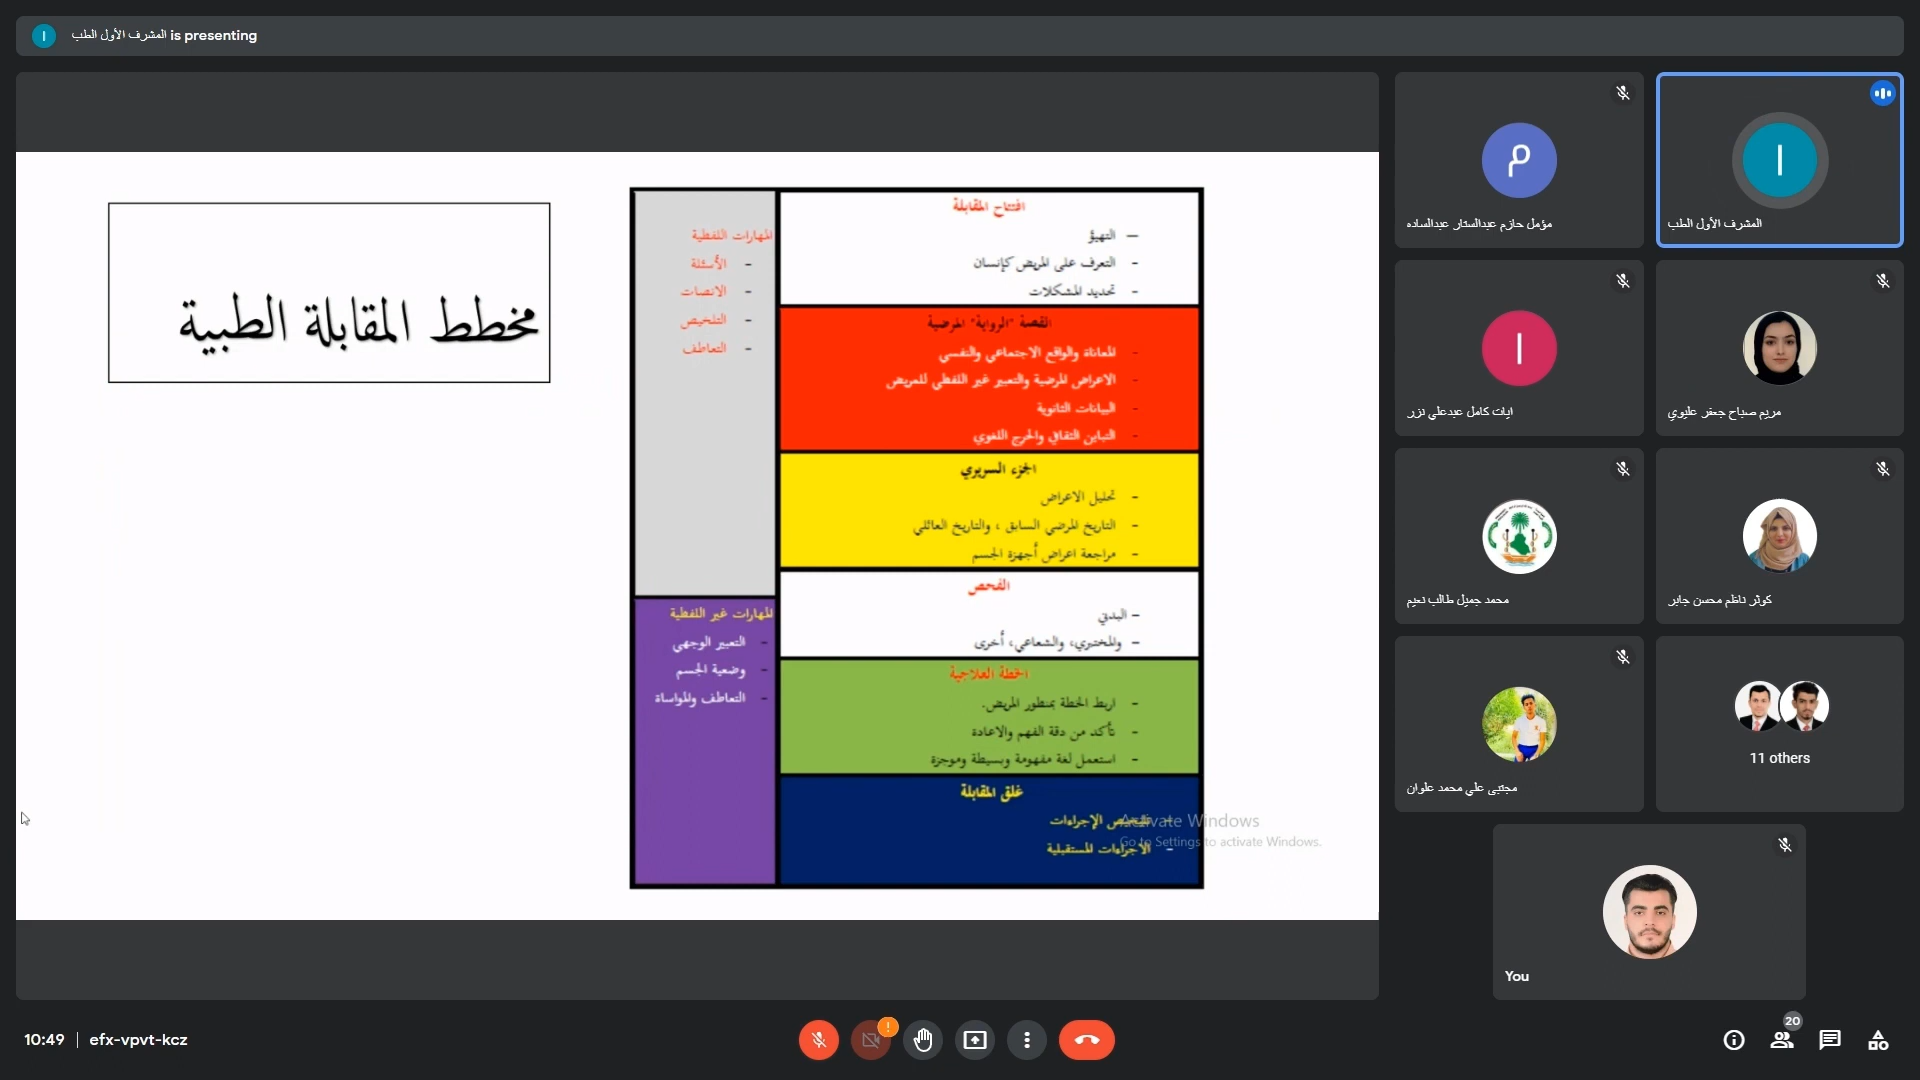 المشرف الأول الطب is presenting
مخطط المقابلة الطبية
افتتاح المقابلة
– التهيؤ
- التعرف على المريض كإنسان
- تحديد المشكلات
القصة "الرواية" المرضية
- المعاناة والواقع الاجتماعي والنفسي
- الاعراض المرضية والتعبير غير اللفظي للمريض
- البيانات الثانوية
- التباين الثقافي والحرج اللغوي
الجزء السريري
- تحليل الاعراض
- التاريخ المرضي السابق ، والتاريخ العائلي
- مراجعة اعراض أجهزة الجسم
الفحص
– البدني
– والمختبري، والشعاعي، أخرى
الخطة العلاجية
- اربط الخطة بمنظور المريض.
- تأكد من دقة الفهم والاعادة
- استعمل لغة مفهومة وبسيطة وموجزة
غلق المقابلة
- تلخيص الإجراءات
- الاجراءات المستقبلية
المهارات اللفظية
- الأسئلة
- الانصات
- التلخيص
- التعاطف
المهارات غير اللفظية
- التعبير الوجهي
- وضعية الجسم
- التعاطف والمواساة
Activate Windows
Go to Settings to activate Windows.
م
مؤمل حازم عبدالستار عبدالساده
ا
المشرف الأول الطب
ا
ايات كامل عبدعلي نزر
مريم صباح جعفر عليوي
محمد جميل طالب نعيم
كوثر ناظم محسن جابر
مجتبى علي محمد علوان
11 others
You
10:49 | efx-vpvt-kcz
20